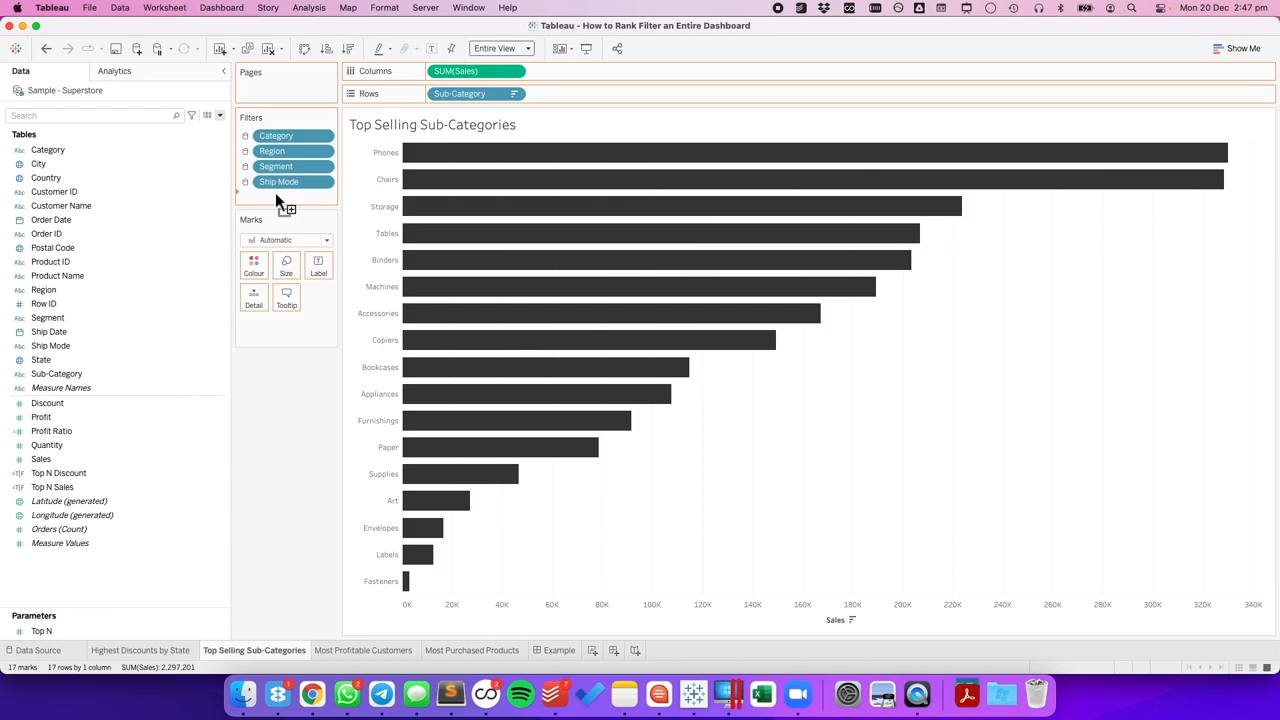 Tableau File Data Worksheet Dashboard Story Analysis Map Format Server Window Help Mon 20 Dec 2:47 pm
Tableau - How to Rank Filter an Entire Dashboard
Entire View Show Me
Data Analytics
Sample - Superstore
Search
Tables
Category
City
Country
Customer ID
Customer Name
Order Date
Order ID
Postal Code
Product ID
Product Name
Region
Row ID
Segment
Ship Date
Ship Mode
State
Sub-Category
Measure Names
Discount
Profit
Profit Ratio
Quantity
Sales
Top N Discount
Top N Sales
Latitude (generated)
Longitude (generated)
Orders (Count)
Measure Values
Parameters
Top N
Pages
Filters
Category
Region
Segment
Ship Mode
Marks
Automatic
Colour Size Label
Detail Tooltip
Columns SUM(Sales)
Rows Sub-Category
Top Selling Sub-Categories
Phones
Chairs
Storage
Tables
Binders
Machines
Accessories
Copiers
Bookcases
Appliances
Furnishings
Paper
Supplies
Art
Envelopes
Labels
Fasteners
0K 20K 40K 60K 80K 100K 120K 140K 160K 180K 200K 220K 240K 260K 280K 300K 320K 340K
Sales
Data Source Highest Discounts by State Top Selling Sub-Categories Most Profitable Customers Most Purchased Products Example
17 marks 17 rows by 1 column SUM(Sales): 2,297,201